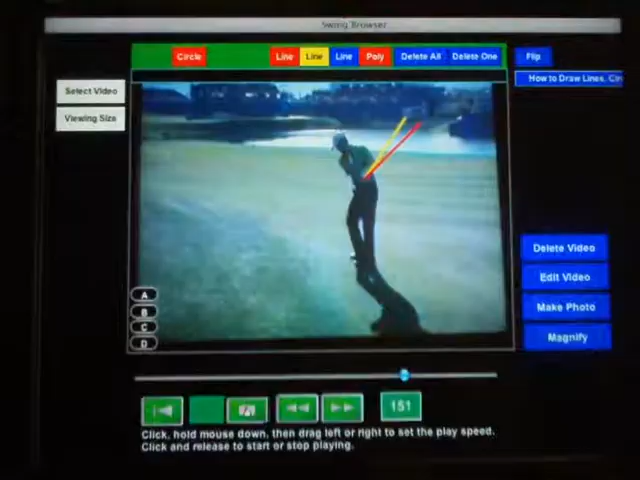 Swing Browser
Circle
Line
Line
Line
Poly
Delete All
Delete One
Flip
How to Draw Lines,
Select Video
Viewing Size
Delete Video
Edit Video
Make Photo
Magnify
A
B
C
D
151
Click, hold mouse down, then drag left or right to set the play speed.
Click and release to start or stop playing.